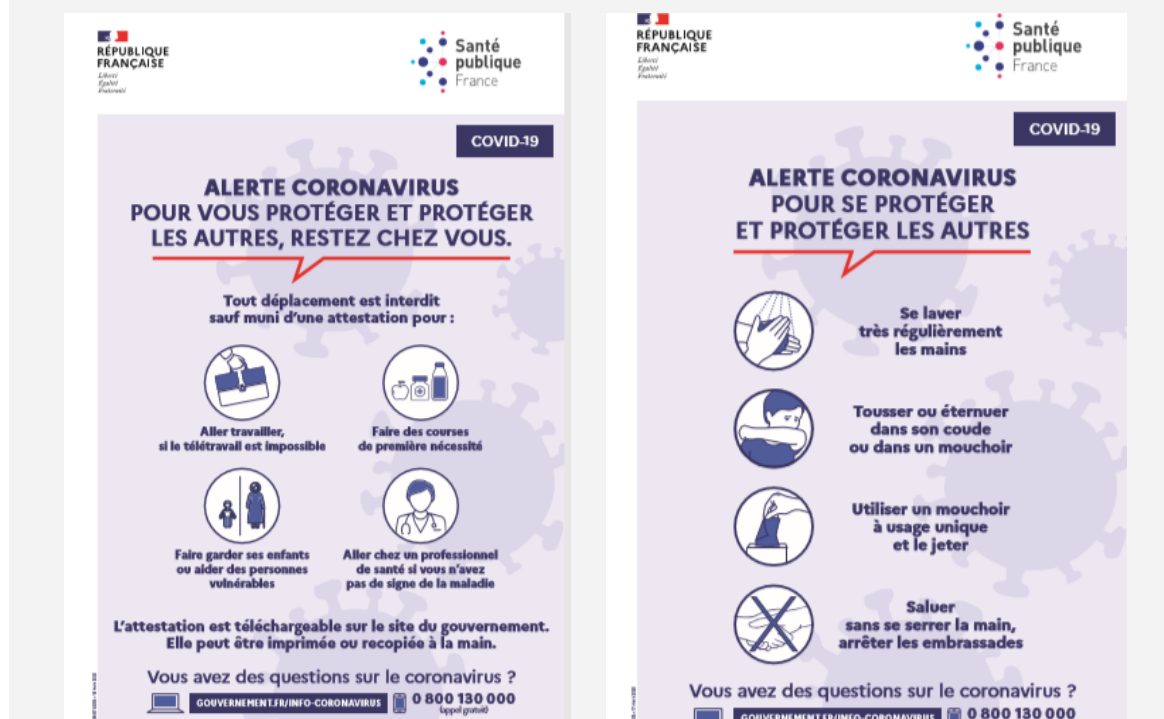 RÉPUBLIQUE
FRANÇAISE
Liberté
Égalité
Fraternité
Santé
publique
France
COVID-19
ALERTE CORONAVIRUS
POUR VOUS PROTÉGER ET PROTÉGER
LES AUTRES, RESTEZ CHEZ VOUS.
Tout déplacement est interdit
sauf muni d'une attestation pour :
Aller travailler,
si le télétravail est impossible
Faire des courses
de première nécessité
Faire garder ses enfants
ou aider des personnes
vulnérables
Aller chez un professionnel
de santé si vous n'avez
pas de signe de la maladie
L'attestation est téléchargeable sur le site du gouvernement.
Elle peut être imprimée ou recopiée à la main.
Vous avez des questions sur le coronavirus ?
GOUVERNEMENT.FR/INFO-CORONAVIRUS
0 800 130 000
(appel gratuit)
RÉPUBLIQUE
FRANÇAISE
Liberté
Égalité
Fraternité
Santé
publique
France
COVID-19
ALERTE CORONAVIRUS
POUR SE PROTÉGER
ET PROTÉGER LES AUTRES
Se laver
très régulièrement
les mains
Tousser ou éternuer
dans son coude
ou dans un mouchoir
Utiliser un mouchoir
à usage unique
et le jeter
Saluer
sans se serrer la main,
arrêter les embrassades
Vous avez des questions sur le coronavirus ?
GOUVERNEMENT.FR/INFO-CORONAVIRUS
0 800 130 000